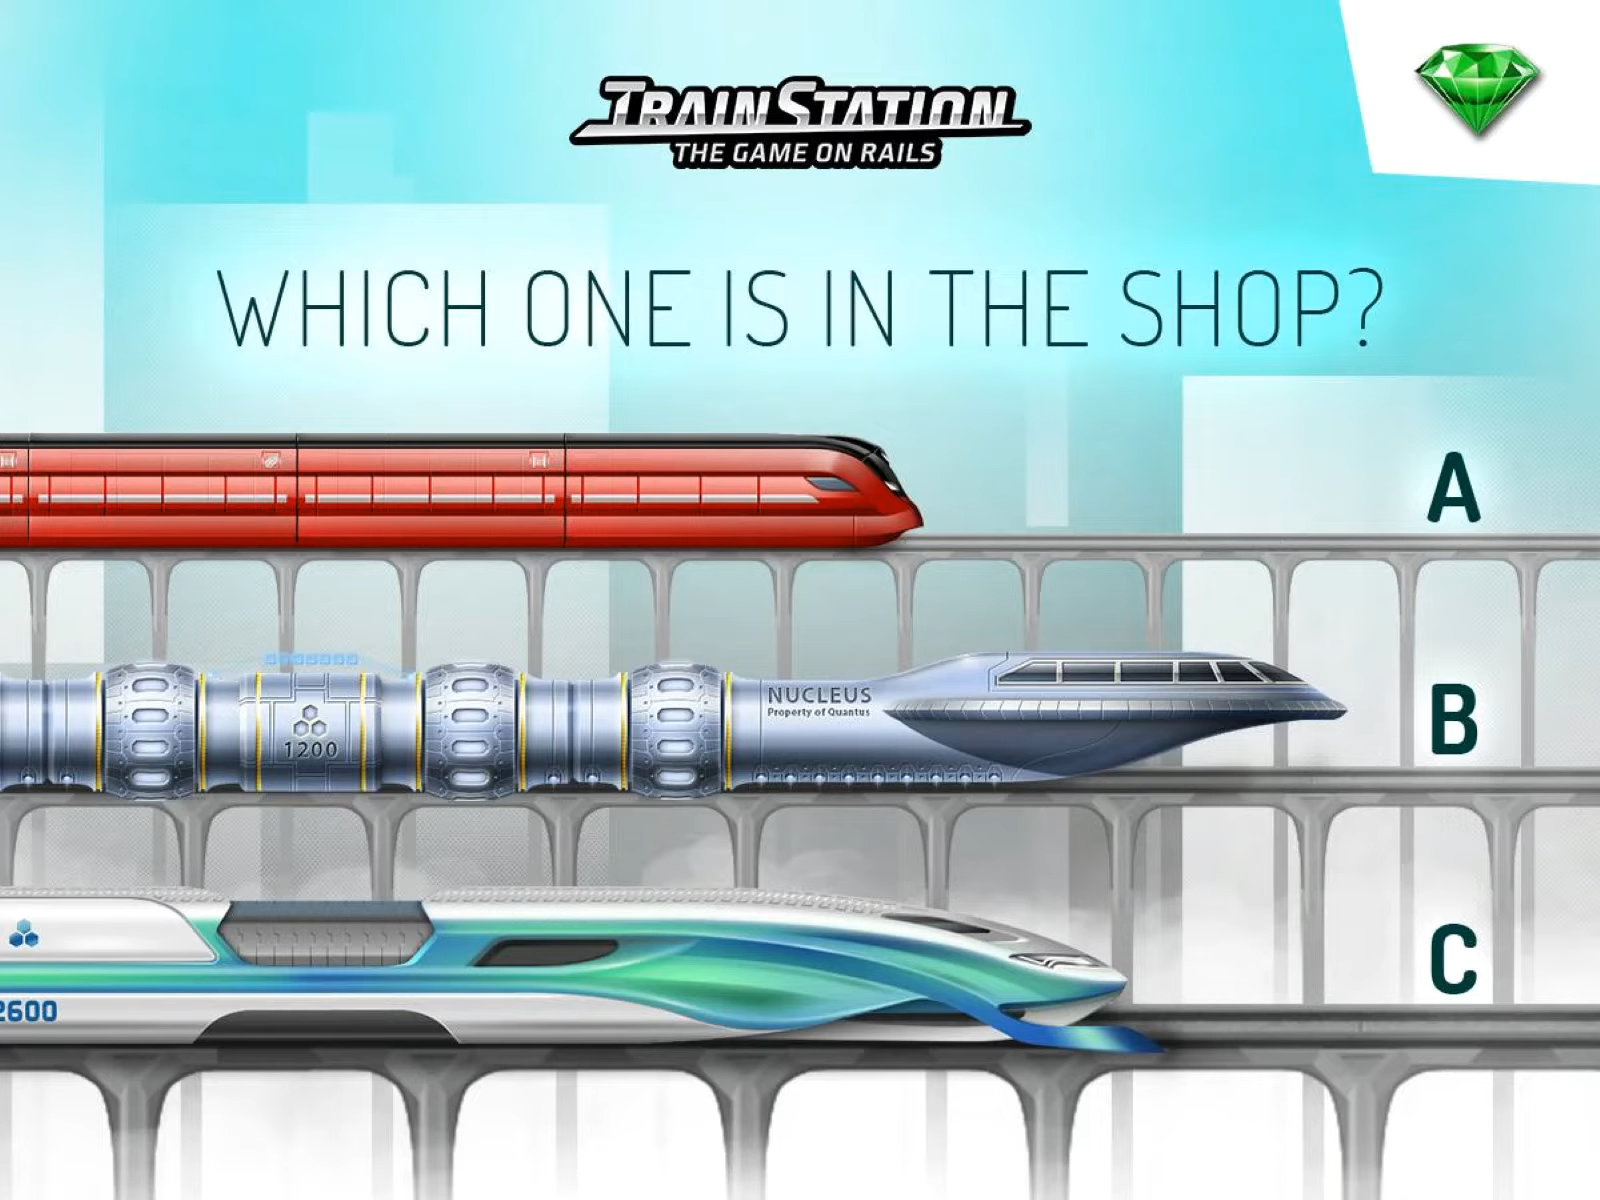 TRAINSTATION
THE GAME ON RAILS
WHICH ONE IS IN THE SHOP?
A
NUCLEUS
Property of Quantus
1200
B
C
2600